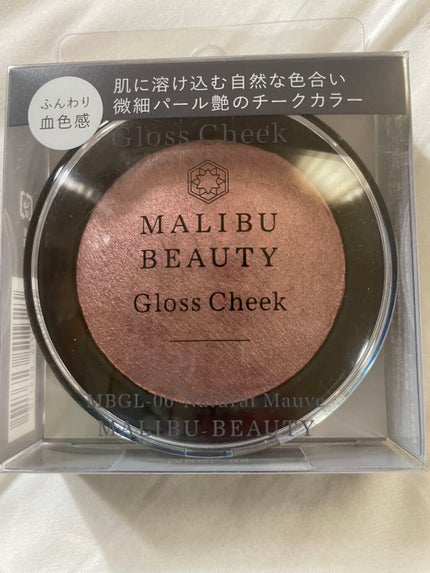 肌に溶け込む自然な色合い
微細パール艶のチークカラー
ふんわり
血色感
Gloss Cheek
MALIBU
BEAUTY
Gloss Cheek
MBGL-06 Natural Mauve
MALIBU BEAUTY